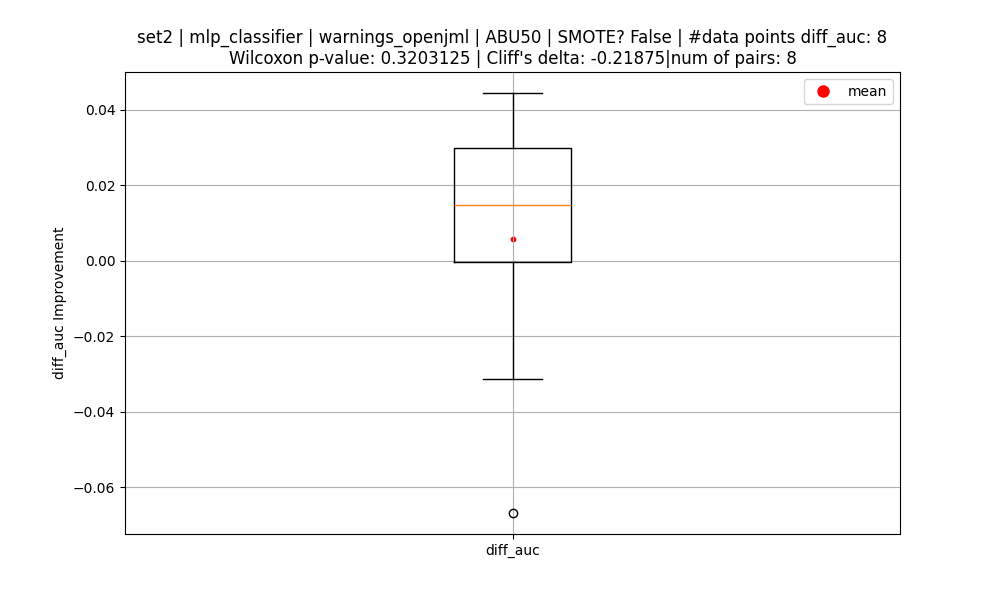 set2 | mlp_classifier | warnings_openjml | ABU50 | SMOTE? False | #data points diff_auc: 8
Wilcoxon p-value: 0.3203125 | Cliff's delta: -0.21875|num of pairs: 8
mean
0.04
0.02
0.00
−0.02
−0.04
−0.06
diff_auc Improvement
diff_auc